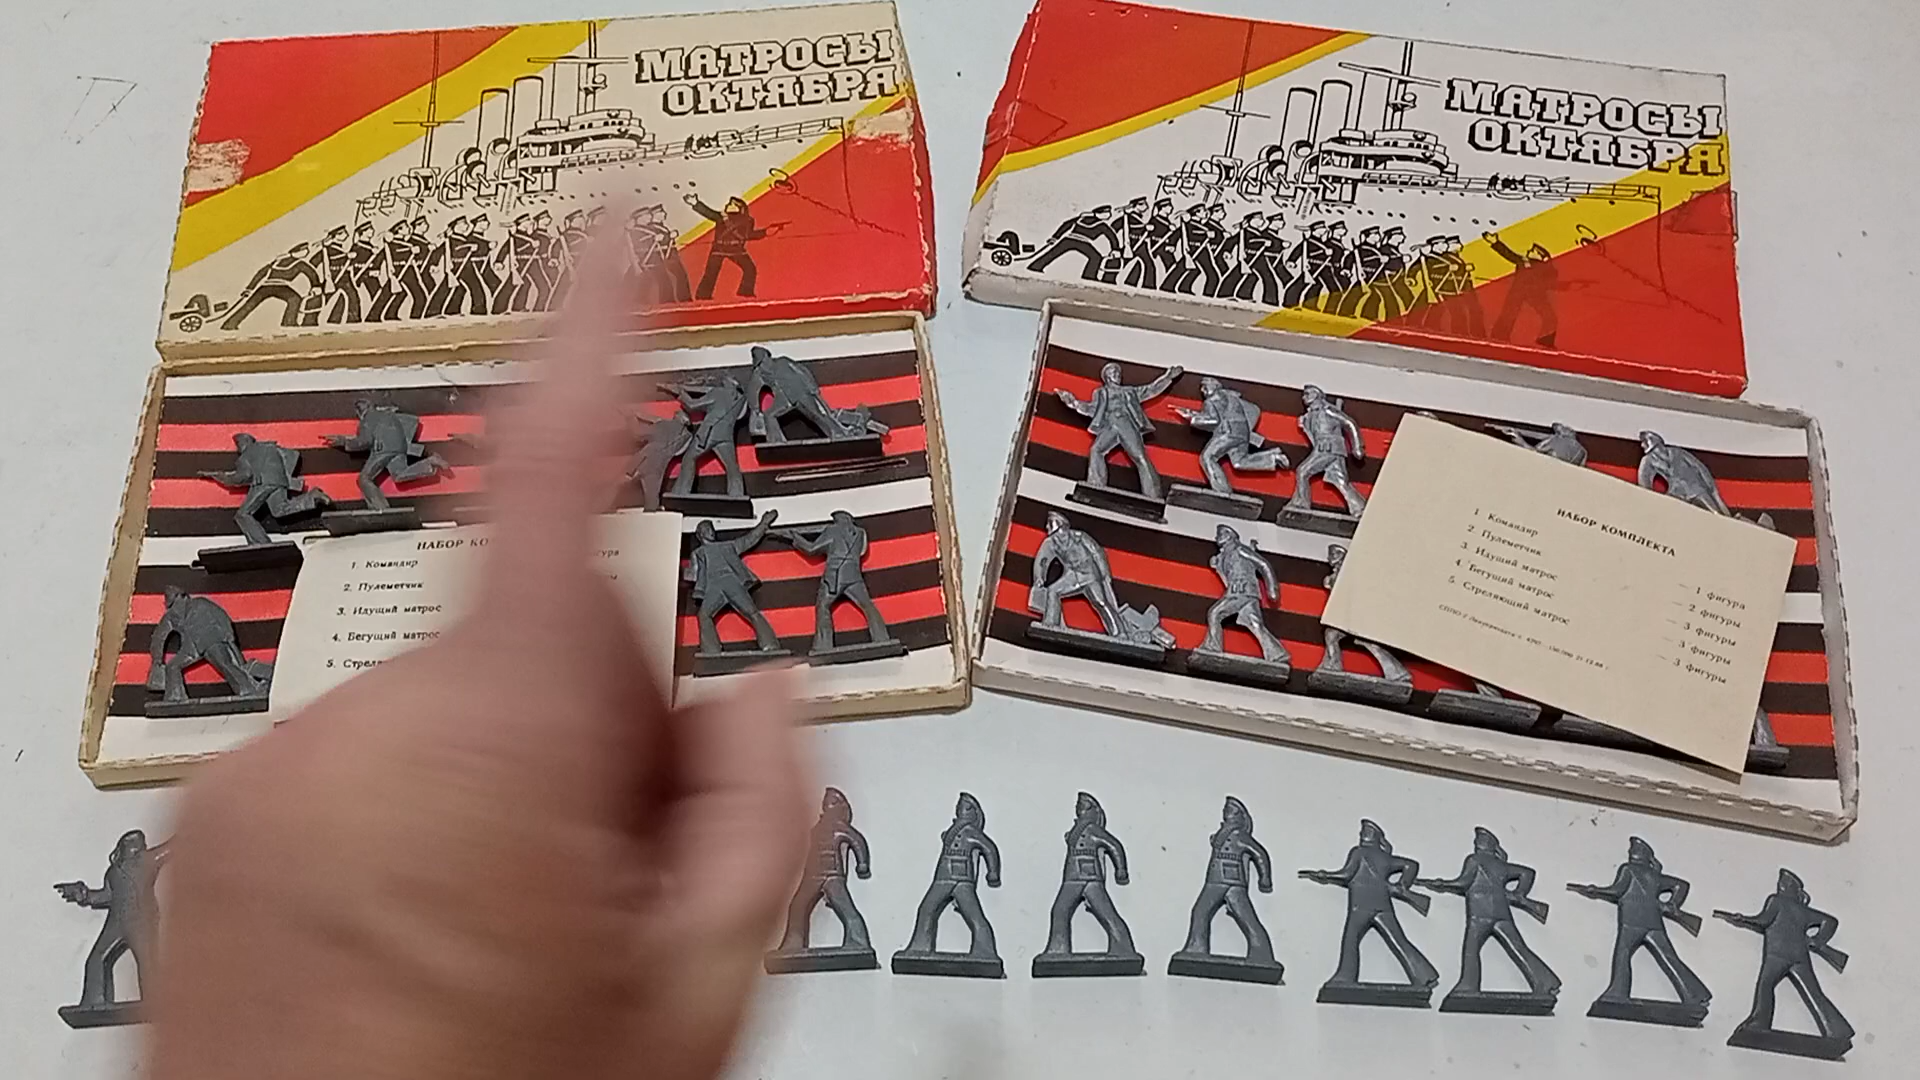 МАТРОСЫ
ОКТЯБРЯ
МАТРОСЫ
ОКТЯБРЯ
НАБОР
1. Командир
2. Пулеметчик
3. Идущий матрос
4. Бегущий матрос
5.
НАБОР КОМПЛЕКТА
1 Командир — 1 фигура
2. Пулеметчик — 2 фигуры
3. Идущий матрос — 3 фигуры
4. Бегущий матрос — 3 фигуры
5 Стреляющий матрос — 3 фигуры